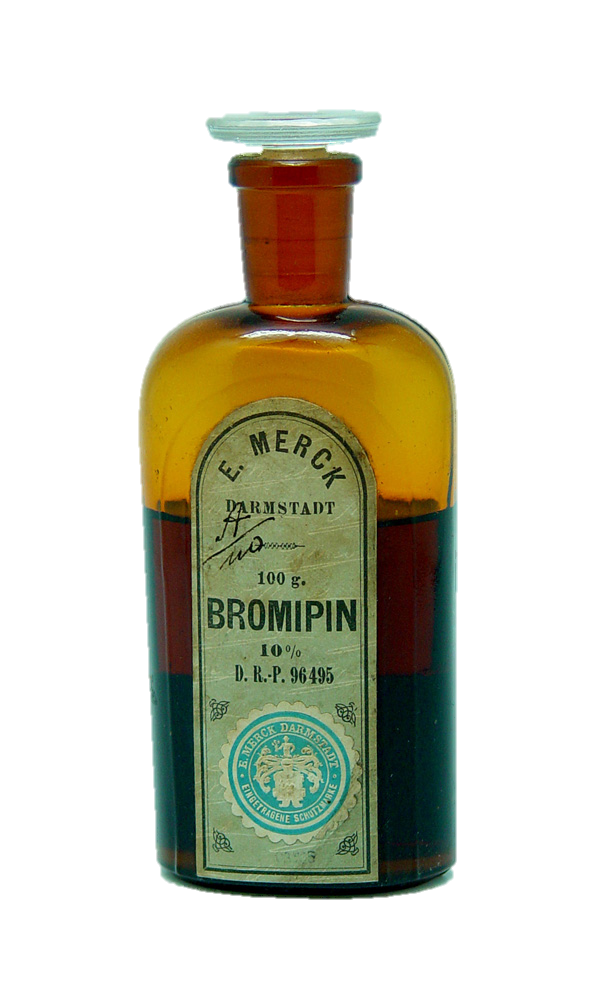 E. MERCK
DARMSTADT
100 g.
BROMIPIN
10%
D. R.-P. 96495
E. MERCK DARMSTADT
EINGETRAGENE SCHUTZMARKE